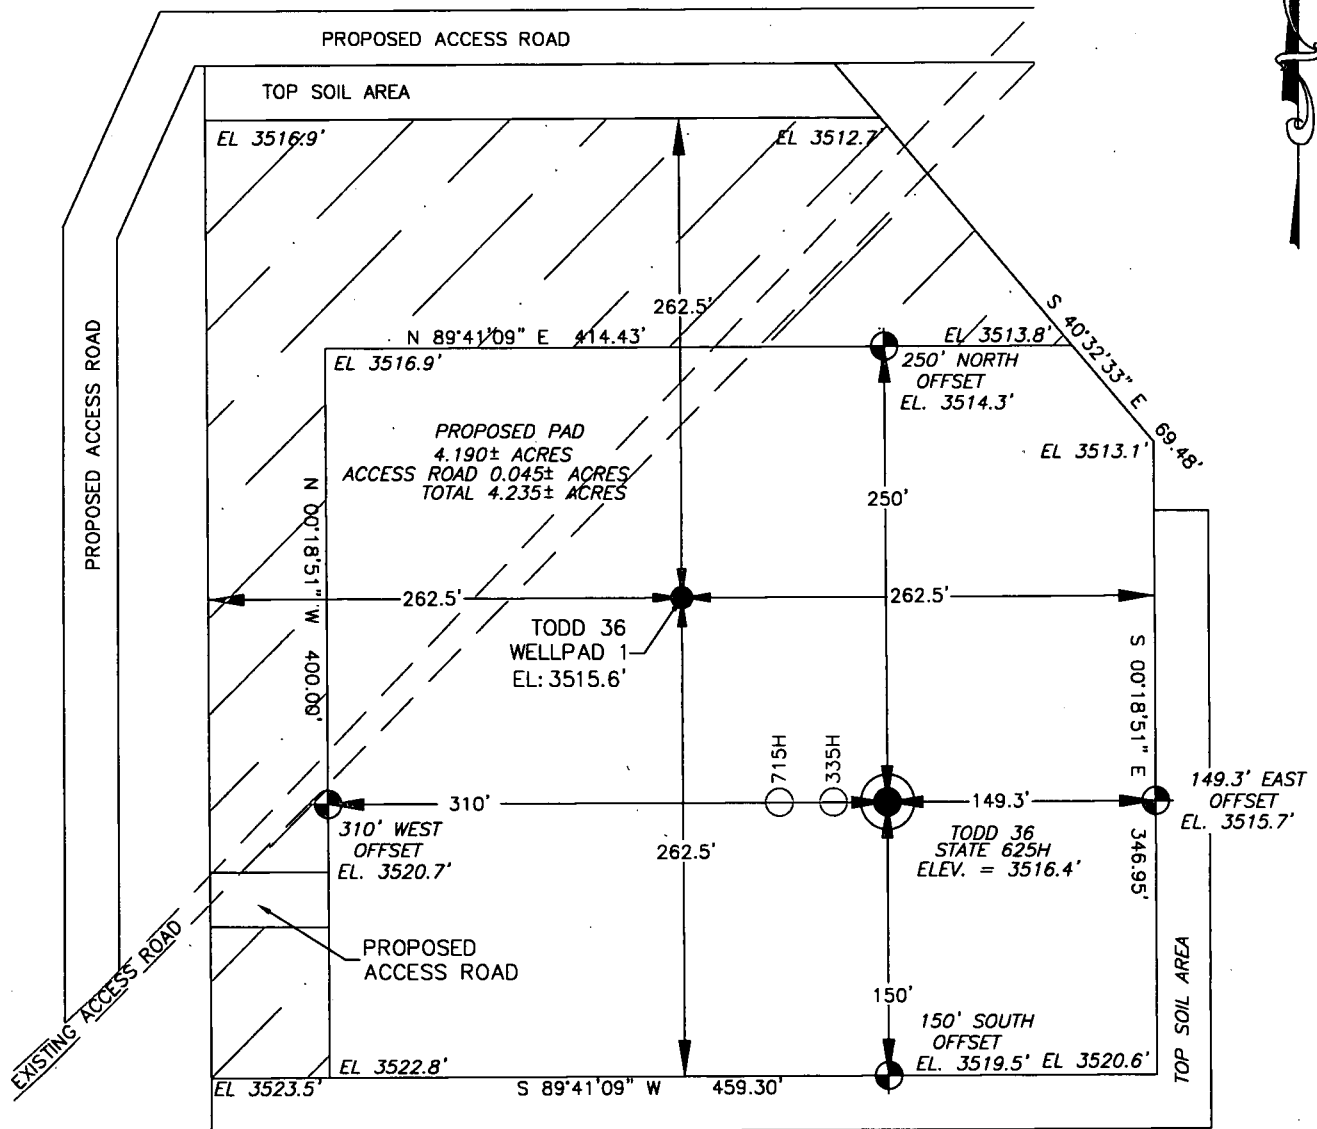 PROPOSED ACCESS ROAD
TOP SOIL AREA
EL 3516.9'
EL 3512.7'
262.5'
S 40°32'33" E 69.48'
N 89°41'09" E 414.43'
EL 3513.8'
EL 3516.9'
250' NORTH
OFFSET
EL. 3514.3'
PROPOSED ACCESS ROAD
PROPOSED PAD
4.190± ACRES
ACCESS ROAD 0.045± ACRES
TOTAL 4.235± ACRES
EL 3513.1'
N 00°18'51" W 400.00'
250'
262.5'
262.5'
TODD 36
WELLPAD 1
EL: 3515.6'
S 00°18'51" E 346.95'
715H
335H
310'
149.3'
149.3' EAST
OFFSET
EL. 3515.7'
310' WEST
OFFSET
EL. 3520.7'
262.5'
TODD 36
STATE 625H
ELEV. = 3516.4'
PROPOSED
ACCESS ROAD
EXISTING ACCESS ROAD
150'
150' SOUTH
OFFSET
EL. 3519.5'
EL 3520.6'
TOP SOIL AREA
EL 3522.8'
EL 3523.5'
S 89°41'09" W 459.30'